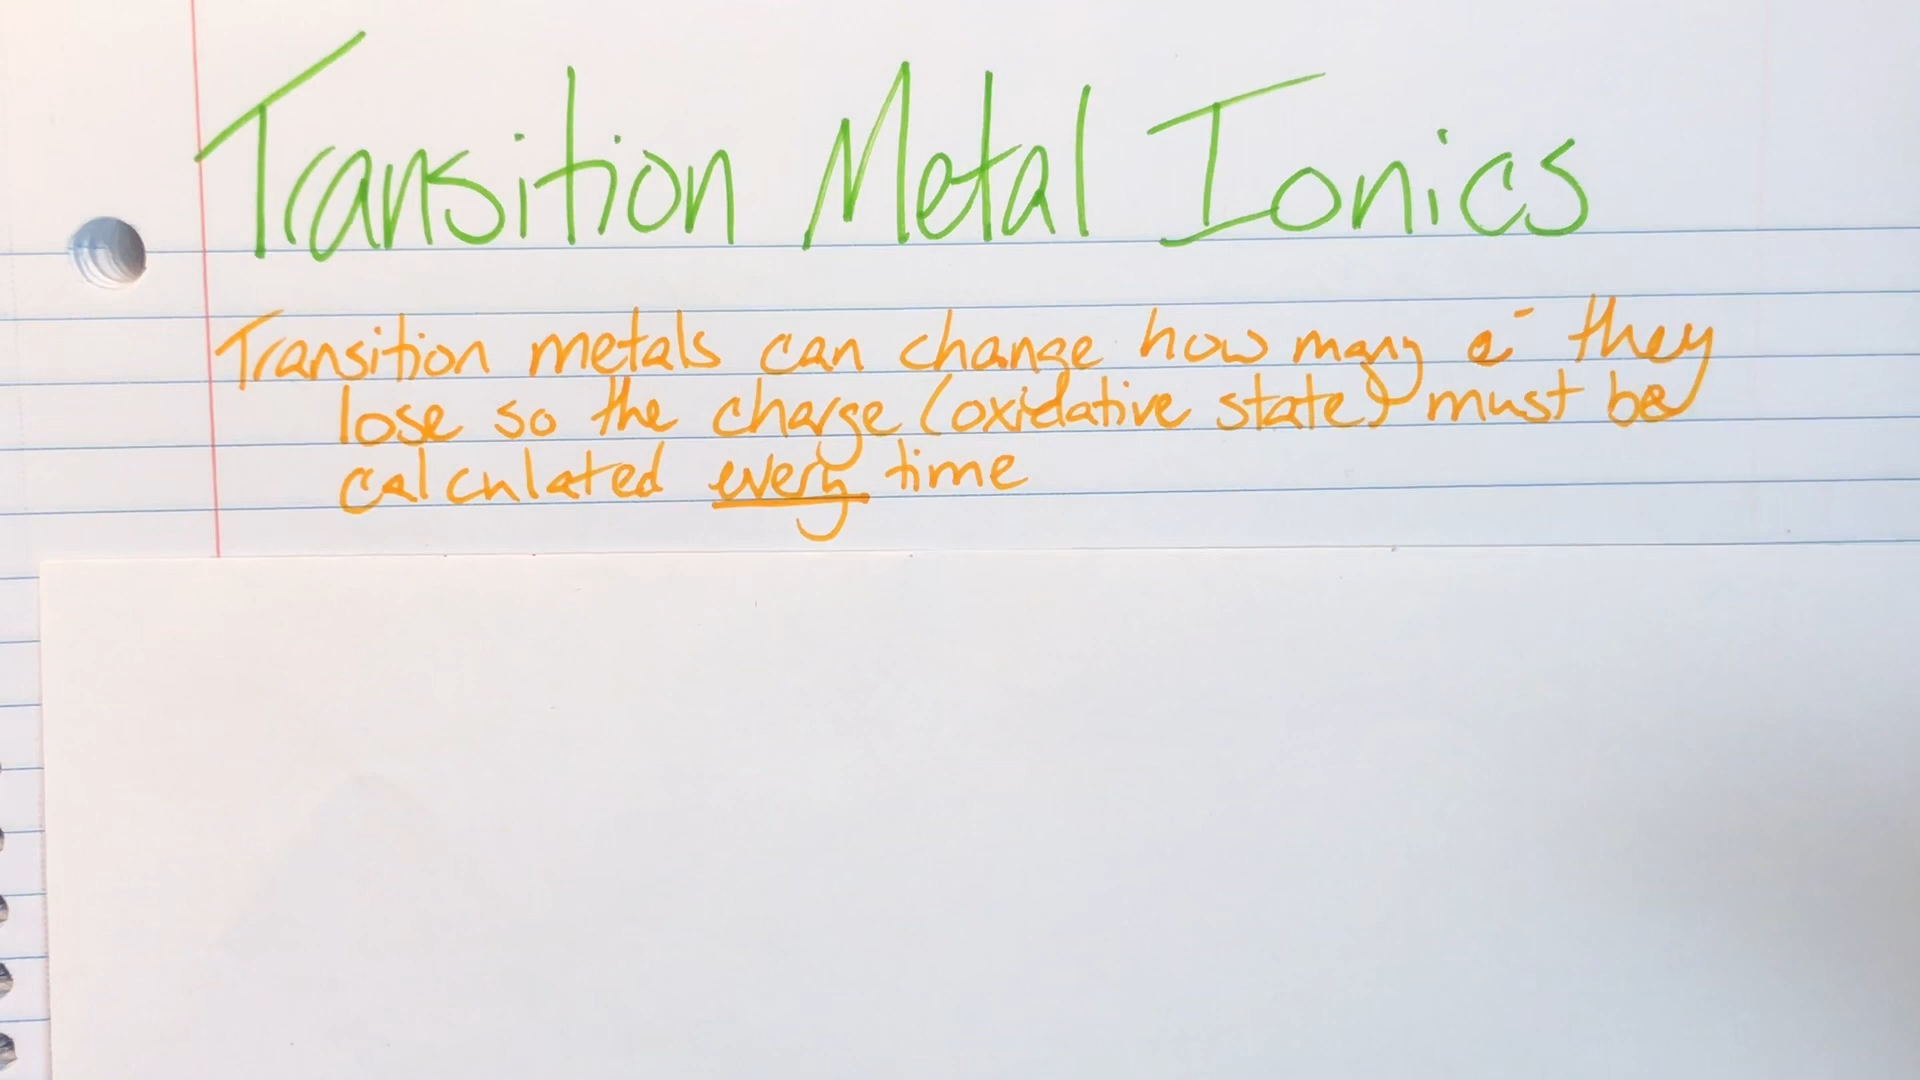 Transition Metal Ionics
Transition metals can change how many e⁻ they
lose so the charge (oxidative state) must be
calculated every time